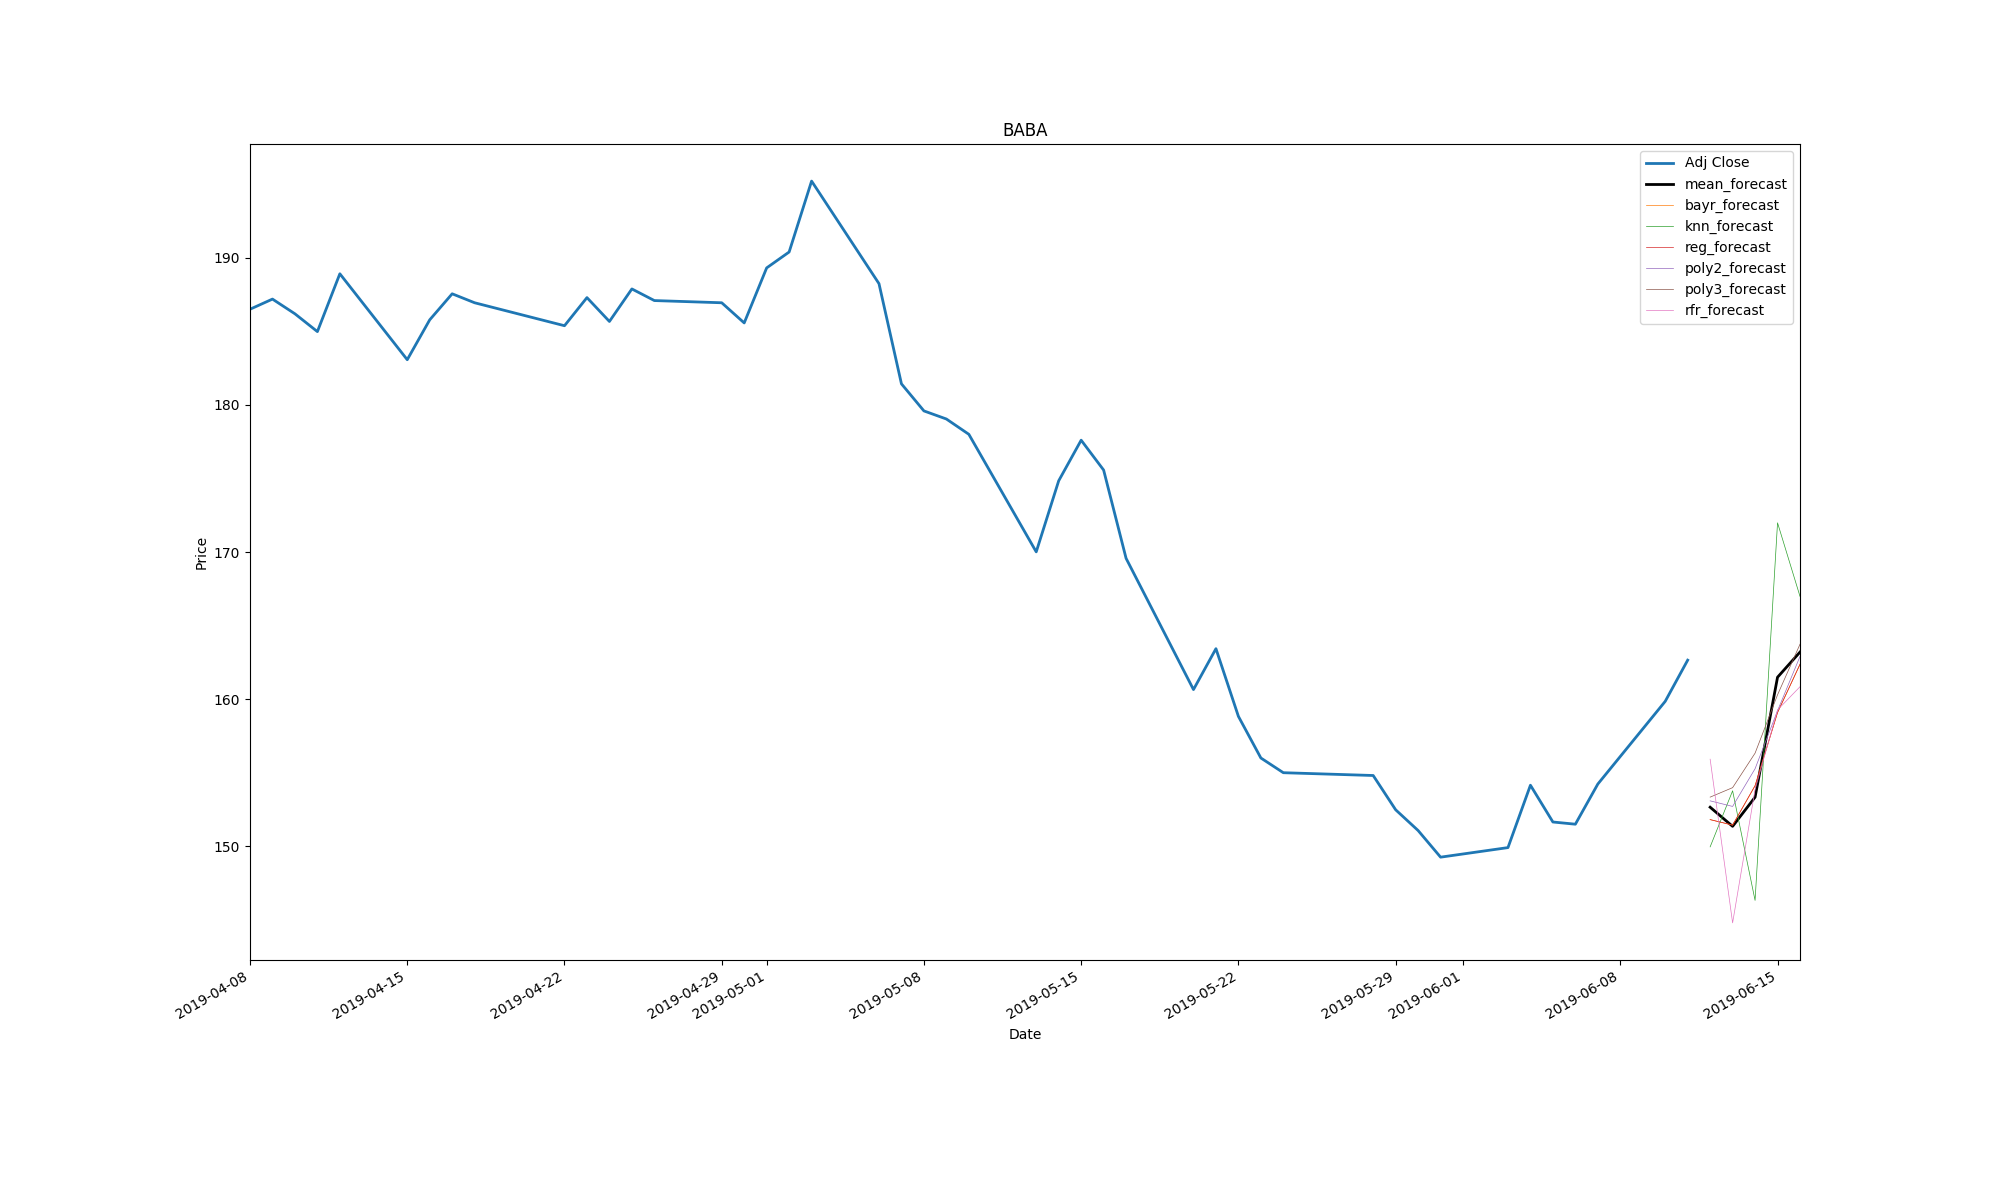 BABA
Adj Close
mean_forecast
bayr_forecast
knn_forecast
reg_forecast
poly2_forecast
poly3_forecast
rfr_forecast
190
180
170
160
150
Price
2019-04-08
2019-04-15
2019-04-22
2019-04-29
2019-05-01
2019-05-08
2019-05-15
2019-05-22
2019-05-29
2019-06-01
2019-06-08
2019-06-15
Date